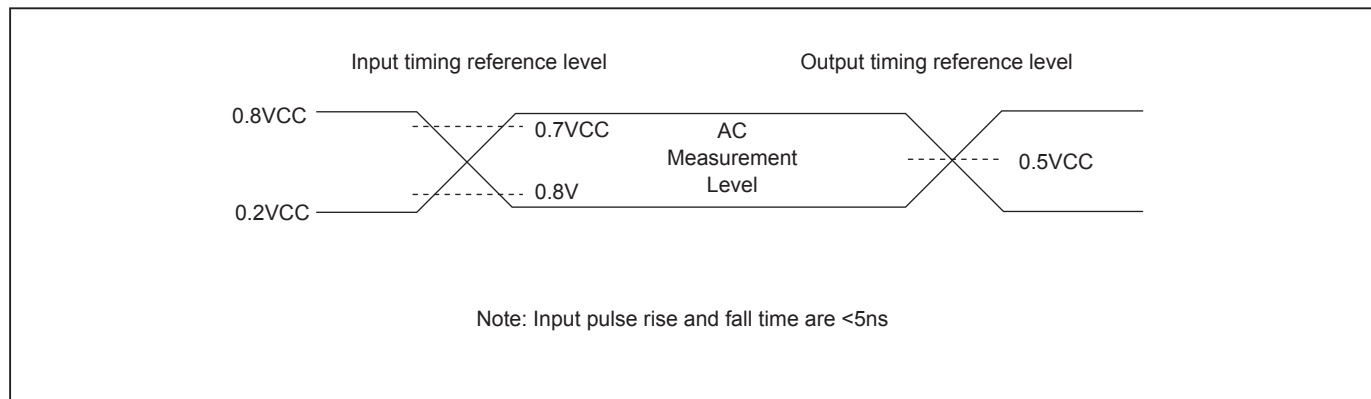 Input timing reference level
Output timing reference level
0.8VCC
0.7VCC
AC
Measurement
Level
0.5VCC
0.8V
0.2VCC
Note: Input pulse rise and fall time are <5ns